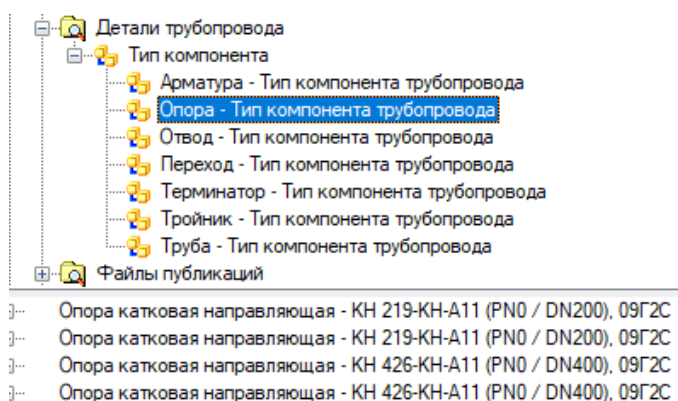 Детали трубопровода
Тип компонента
Арматура - Тип компонента трубопровода
Опора - Тип компонента трубопровода
Отвод - Тип компонента трубопровода
Переход - Тип компонента трубопровода
Терминатор - Тип компонента трубопровода
Тройник - Тип компонента трубопровода
Труба - Тип компонента трубопровода
Файлы публикаций
Опора катковая направляющая - КН 219-КН-А11 (PN0 / DN200), 09Г2С
Опора катковая направляющая - КН 219-КН-А11 (PN0 / DN200), 09Г2С
Опора катковая направляющая - КН 426-КН-А11 (PN0 / DN400), 09Г2С
Опора катковая направляющая - КН 426-КН-А11 (PN0 / DN400), 09Г2С